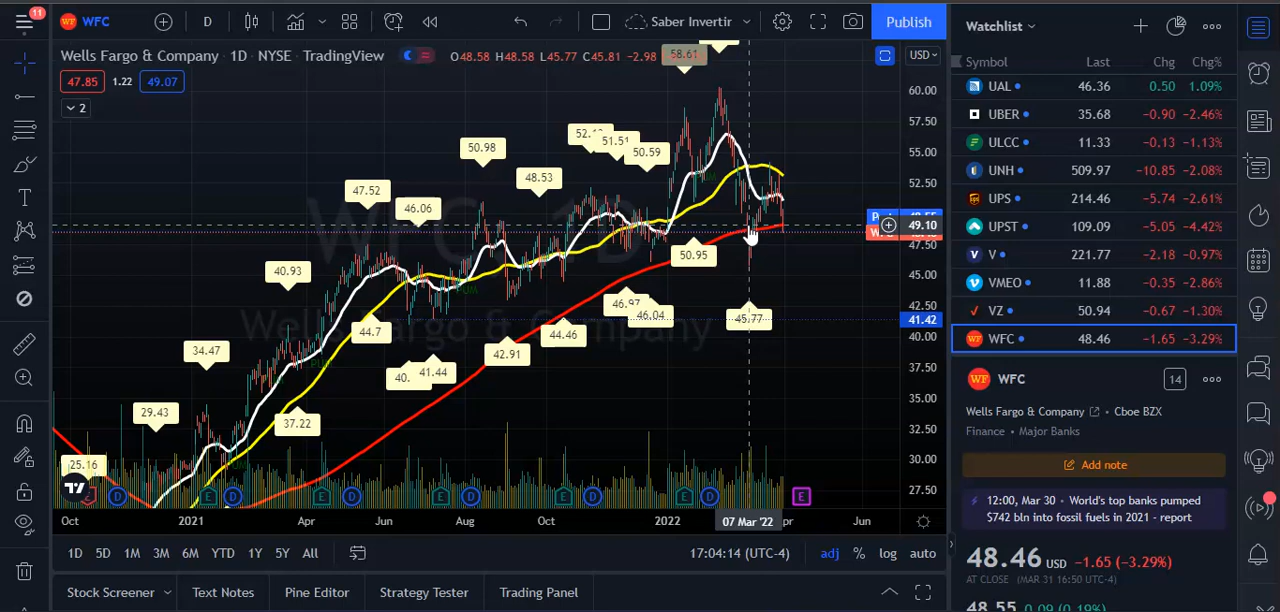 11
WFC
D
Saber Invertir
Publish
Wells Fargo & Company · 1D · NYSE · TradingView
O48.58 H48.58 L45.77 C45.81 −2.98
USD
47.85 1.22 49.07
2
58.61
60.00
57.50
55.00
52.50
49.10
47.50
45.00
42.50
41.42
40.00
37.50
35.00
32.50
30.00
27.50
WFC, 1D
Wells Fargo & Company
25.16
29.43
34.47
40.93
37.22
47.52
44.7
46.06
41.44
50.98
42.91
48.53
44.46
51.51
50.59
46.97
46.04
50.95
45.77
E D E D E D E D E D E
Oct 2021 Apr Jun Aug Oct 2022 07 Mar '22 Jun
1D 5D 1M 3M 6M YTD 1Y 5Y All
17:04:14 (UTC-4) adj % log auto
Stock Screener Text Notes Pine Editor Strategy Tester Trading Panel
Watchlist
Symbol Last Chg Chg%
UAL 46.36 0.50 1.09%
UBER 35.68 −0.90 −2.46%
ULCC 11.33 −0.13 −1.13%
UNH 509.97 −10.85 −2.08%
UPS 214.46 −5.74 −2.61%
UPST 109.09 −5.05 −4.42%
V 221.77 −2.18 −0.97%
VMEO 11.88 −0.35 −2.86%
VZ 50.94 −0.67 −1.30%
WFC 48.46 −1.65 −3.29%
WF WFC 14
Wells Fargo & Company · Cboe BZX
Finance · Major Banks
Add note
12:00, Mar 30 · World's top banks pumped
$742 bln into fossil fuels in 2021 - report
48.46 USD −1.65 (−3.29%)
AT CLOSE (MAR 31 16:50 UTC-4)
48.55 0.09 (0.19%)